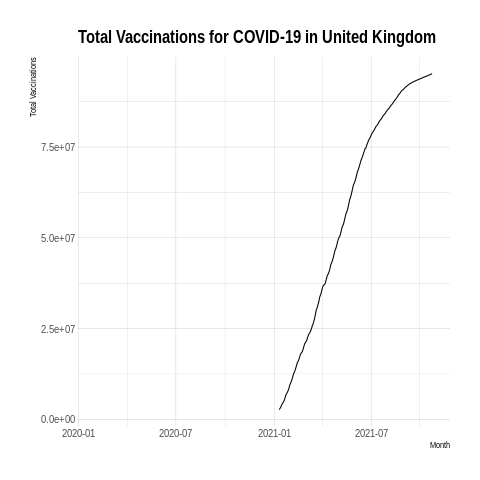 Total Vaccinations for COVID-19 in United Kingdom
Total Vaccinations
7.5e+07
5.0e+07
2.5e+07
0.0e+00
2020-01 2020-07 2021-01 2021-07
Month